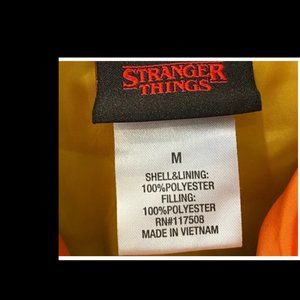 STRANGER
THINGS
M
SHELL&LINING:
100%POLYESTER
FILLING:
100%POLYESTER
RN#117508
MADE IN VIETNAM